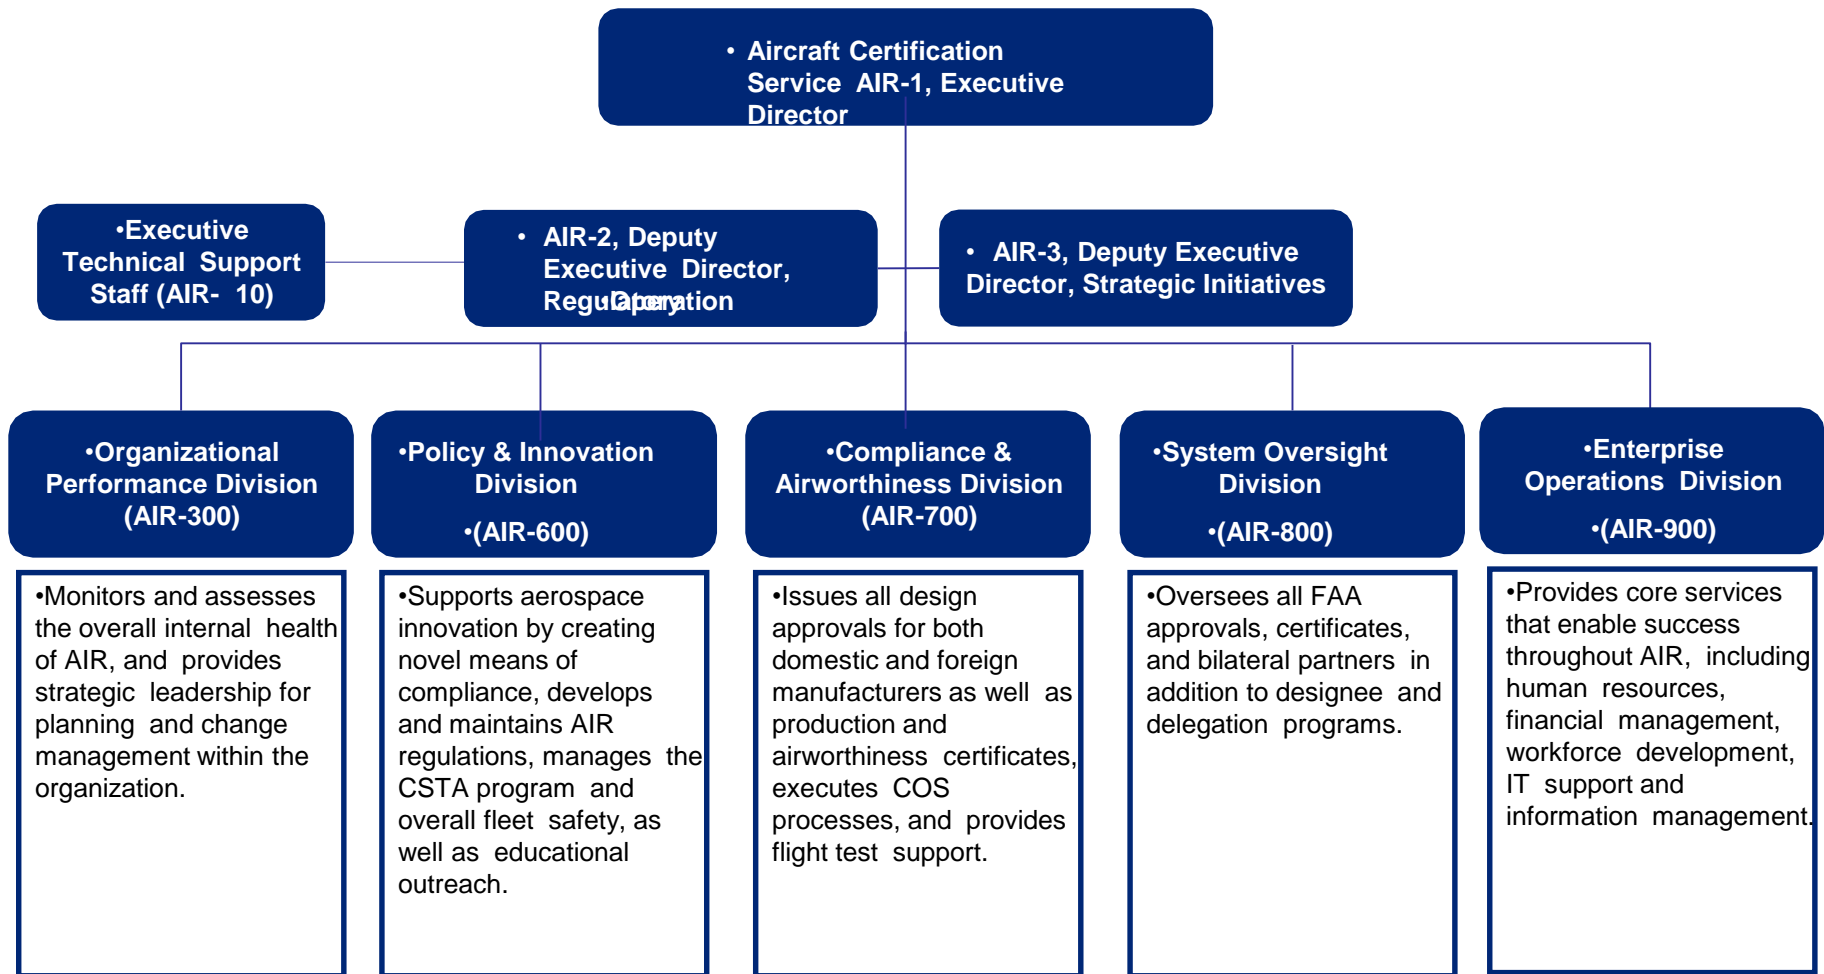 • Aircraft Certification
Service AIR-1, Executive
Director
•Executive
Technical Support
Staff (AIR- 10)
• AIR-2, Deputy
Executive Director,
Regulatory
•Operation
• AIR-3, Deputy Executive
Director, Strategic Initiatives
•Organizational
Performance Division
(AIR-300)
•Policy & Innovation
Division
•(AIR-600)
•Compliance &
Airworthiness Division
(AIR-700)
•System Oversight
Division
•(AIR-800)
•Enterprise
Operations Division
•(AIR-900)
•Monitors and assesses
the overall internal health
of AIR, and provides
strategic leadership for
planning and change
management within the
organization.
•Supports aerospace
innovation by creating
novel means of
compliance, develops
and maintains AIR
regulations, manages the
CSTA program and
overall fleet safety, as
well as educational
outreach.
•Issues all design
approvals for both
domestic and foreign
manufacturers as well as
production and
airworthiness certificates,
executes COS
processes, and provides
flight test support.
•Oversees all FAA
approvals, certificates,
and bilateral partners in
addition to designee and
delegation programs.
•Provides core services
that enable success
throughout AIR, including
human resources,
financial management,
workforce development,
IT support and
information management.